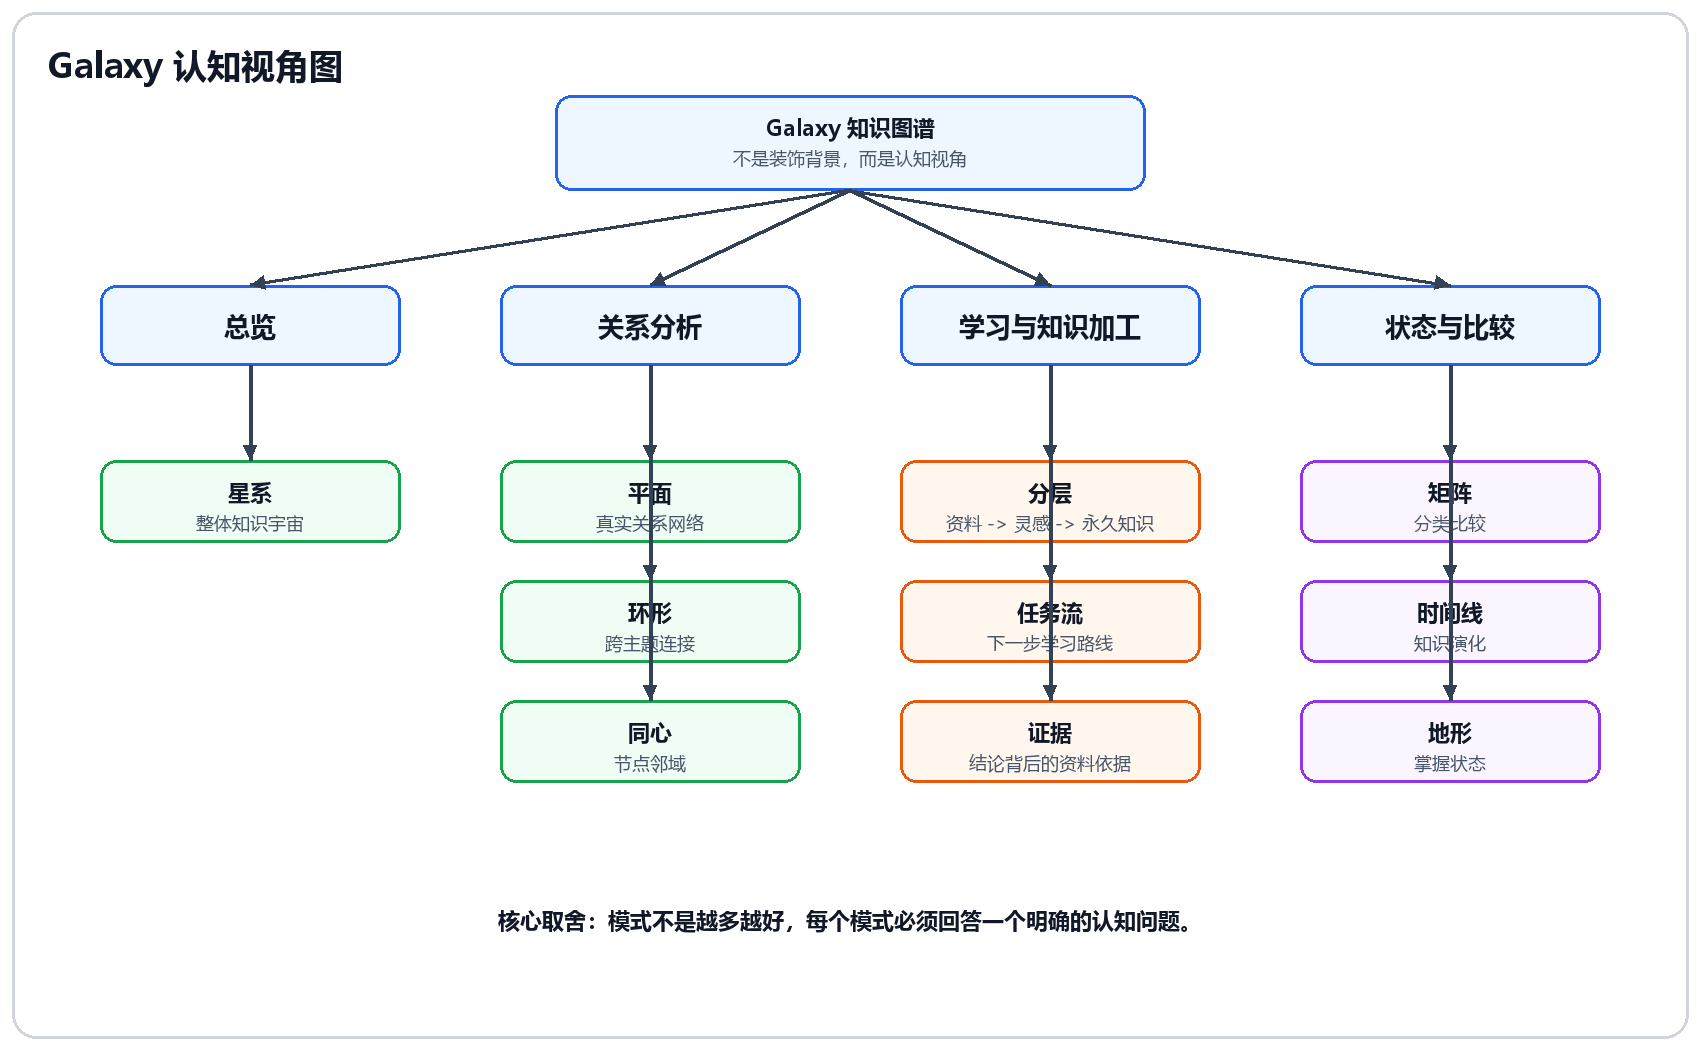 Galaxy 认知视角图
Galaxy 知识图谱
不是装饰背景，而是认知视角
总览
关系分析
学习与知识加工
状态与比较
星系
整体知识宇宙
平面
真实关系网络
分层
资料 -> 灵感 -> 永久知识
矩阵
分类比较
环形
跨主题连接
任务流
下一步学习路线
时间线
知识演化
同心
节点邻域
证据
结论背后的资料依据
地形
掌握状态
核心取舍：模式不是越多越好，每个模式必须回答一个明确的认知问题。